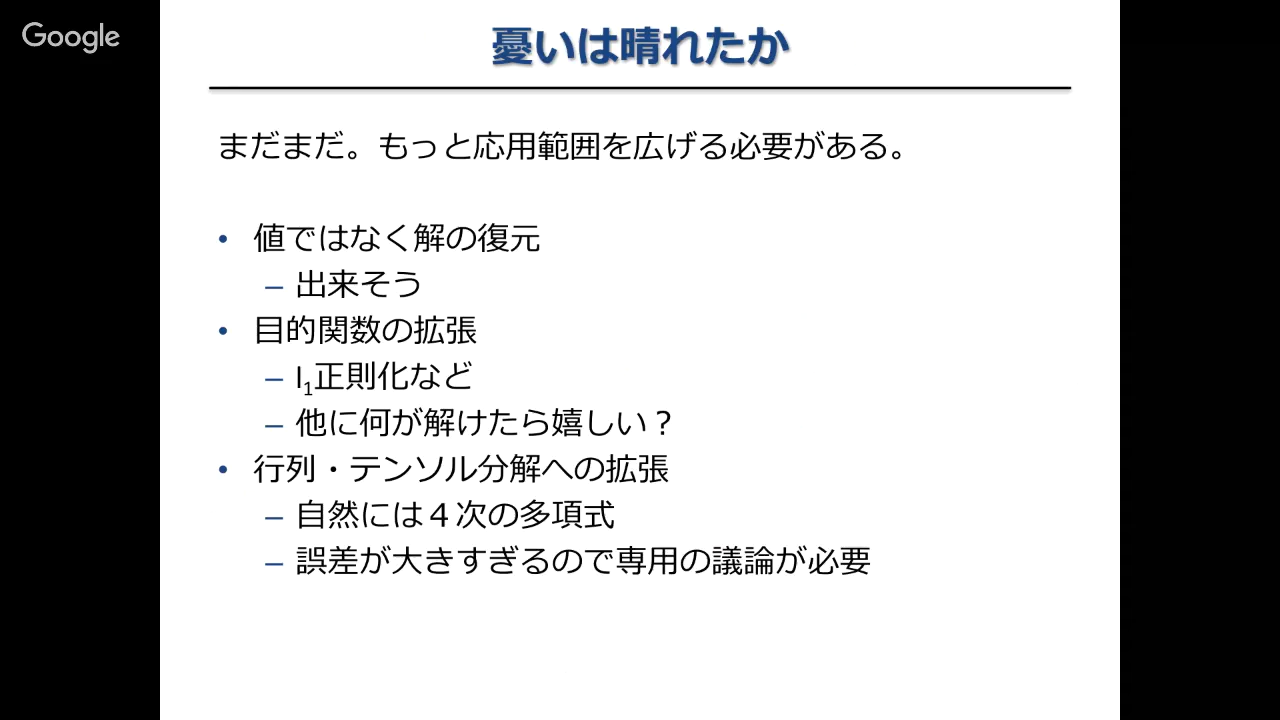 Google
憂いは晴れたか
まだまだ。もっと応用範囲を広げる必要がある。
• 値ではなく解の復元
– 出来そう
• 目的関数の拡張
– l₁正則化など
– 他に何が解けたら嬉しい？
• 行列・テンソル分解への拡張
– 自然には４次の多項式
– 誤差が大きすぎるので専用の議論が必要